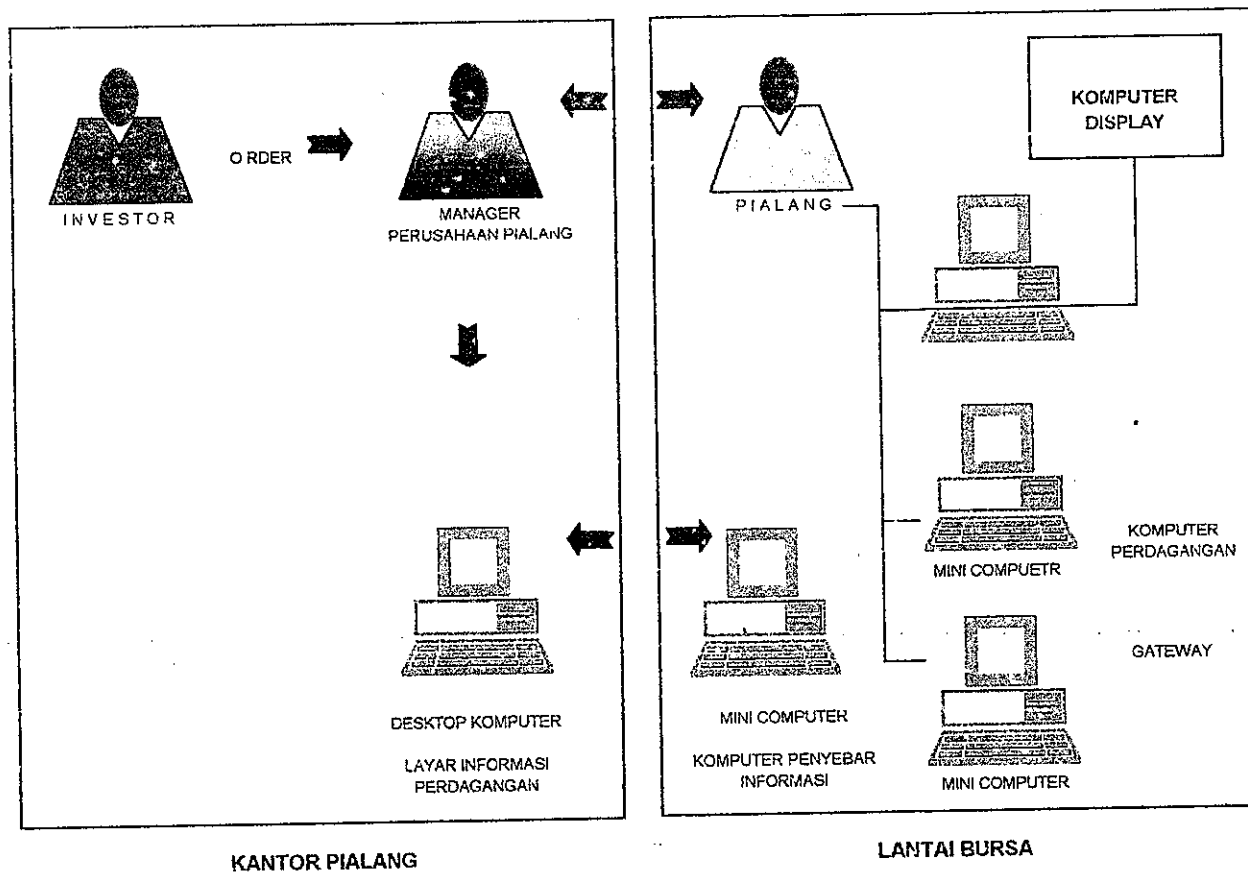 INVESTOR
O RDER
MANAGER
PERUSAHAAN PIALANG
DESKTOP KOMPUTER
LAYAR INFORMASI
PERDAGANGAN
KANTOR PIALANG
PIALANG
KOMPUTER
DISPLAY
MINI COMPUETR
KOMPUTER
PERDAGANGAN
GATEWAY
MINI COMPUTER
KOMPUTER PENYEBAR
INFORMASI
MINI COMPUTER
LANTAI BURSA